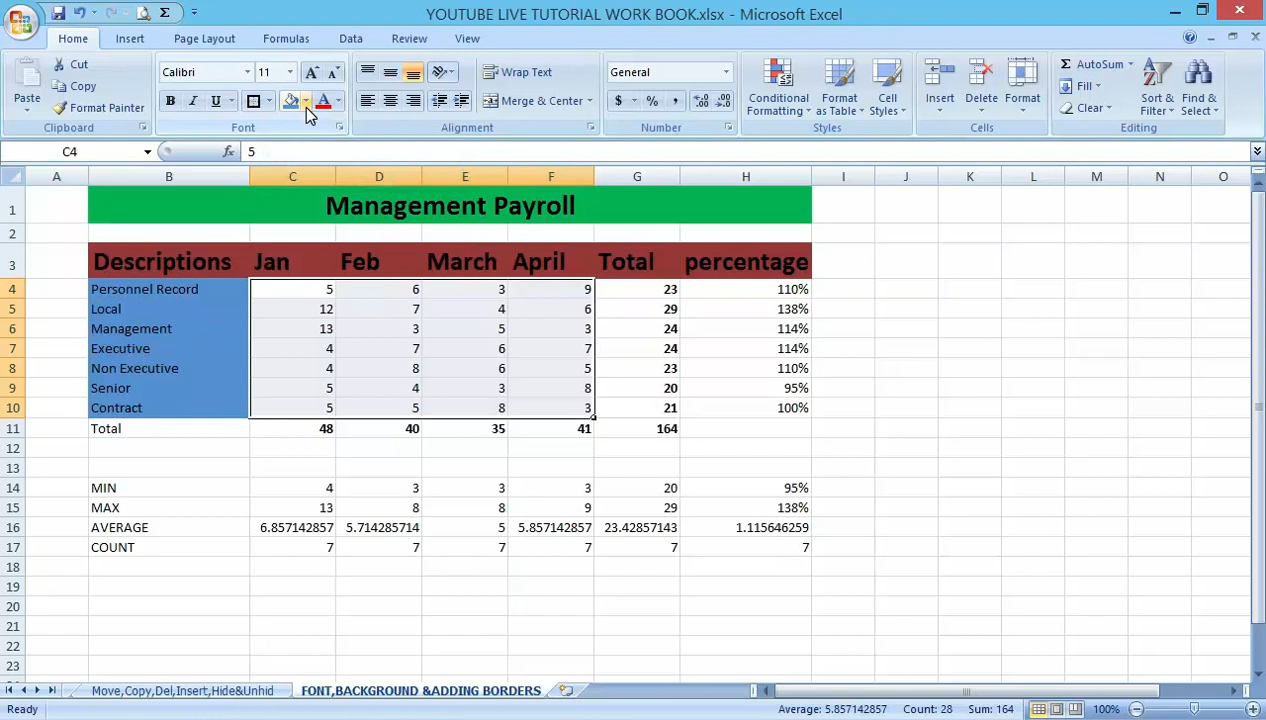 YOUTUBE LIVE TUTORIAL WORK BOOK.xlsx - Microsoft Excel
Home Insert Page Layout Formulas Data Review View
Cut Calibri 11 Wrap Text General AutoSum
Paste Copy Conditional Formatting Format as Table Cell Styles Insert Delete Format Fill Sort & Filter Find & Select
Format Painter B I U A Merge & Center $ % , Clear
Clipboard Font Alignment Number Styles Cells Editing
C4 fx 5
A B C D E F G H I J K L M N O
1 Management Payroll
2
3 Descriptions Jan Feb March April Total percentage
4 Personnel Record 5 6 3 9 23 110%
5 Local 12 7 4 6 29 138%
6 Management 13 3 5 3 24 114%
7 Executive 4 7 6 7 24 114%
8 Non Executive 4 8 6 5 23 110%
9 Senior 5 4 3 8 20 95%
10 Contract 5 5 8 3 21 100%
11 Total 48 40 35 41 164
12
13
14 MIN 4 3 3 3 20 95%
15 MAX 13 8 8 9 29 138%
16 AVERAGE 6.857142857 5.714285714 5 5.857142857 23.42857143 1.115646259
17 COUNT 7 7 7 7 7 7
18
19
20
21
22
23
Move,Copy,Del,Insert,Hide&Unhid FONT,BACKGROUND &ADDING BORDERS
Ready Average: 5.857142857 Count: 28 Sum: 164 100%